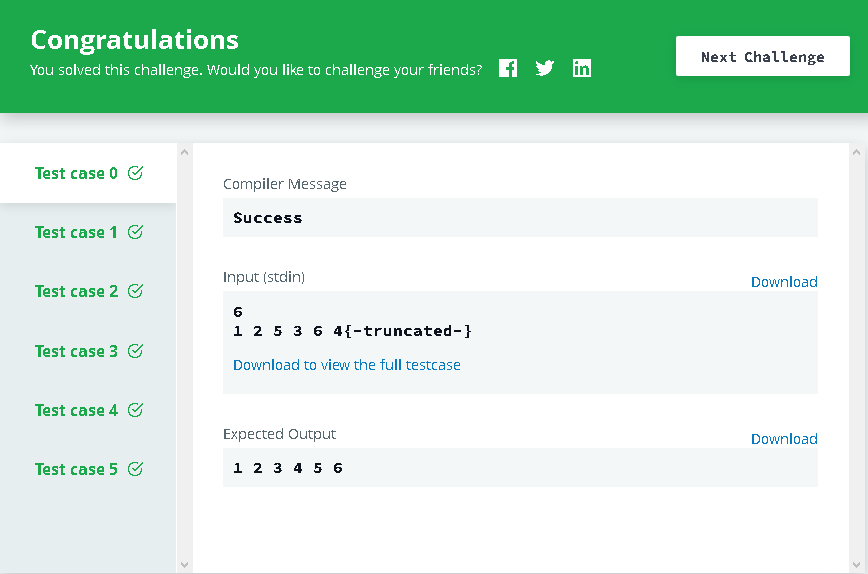 Congratulations
You solved this challenge. Would you like to challenge your friends?
Next Challenge
Test case 0
Test case 1
Test case 2
Test case 3
Test case 4
Test case 5
Compiler Message
Success
Input (stdin)
Download
6
1 2 5 3 6 4{-truncated-}
Download to view the full testcase
Expected Output
Download
1 2 3 4 5 6